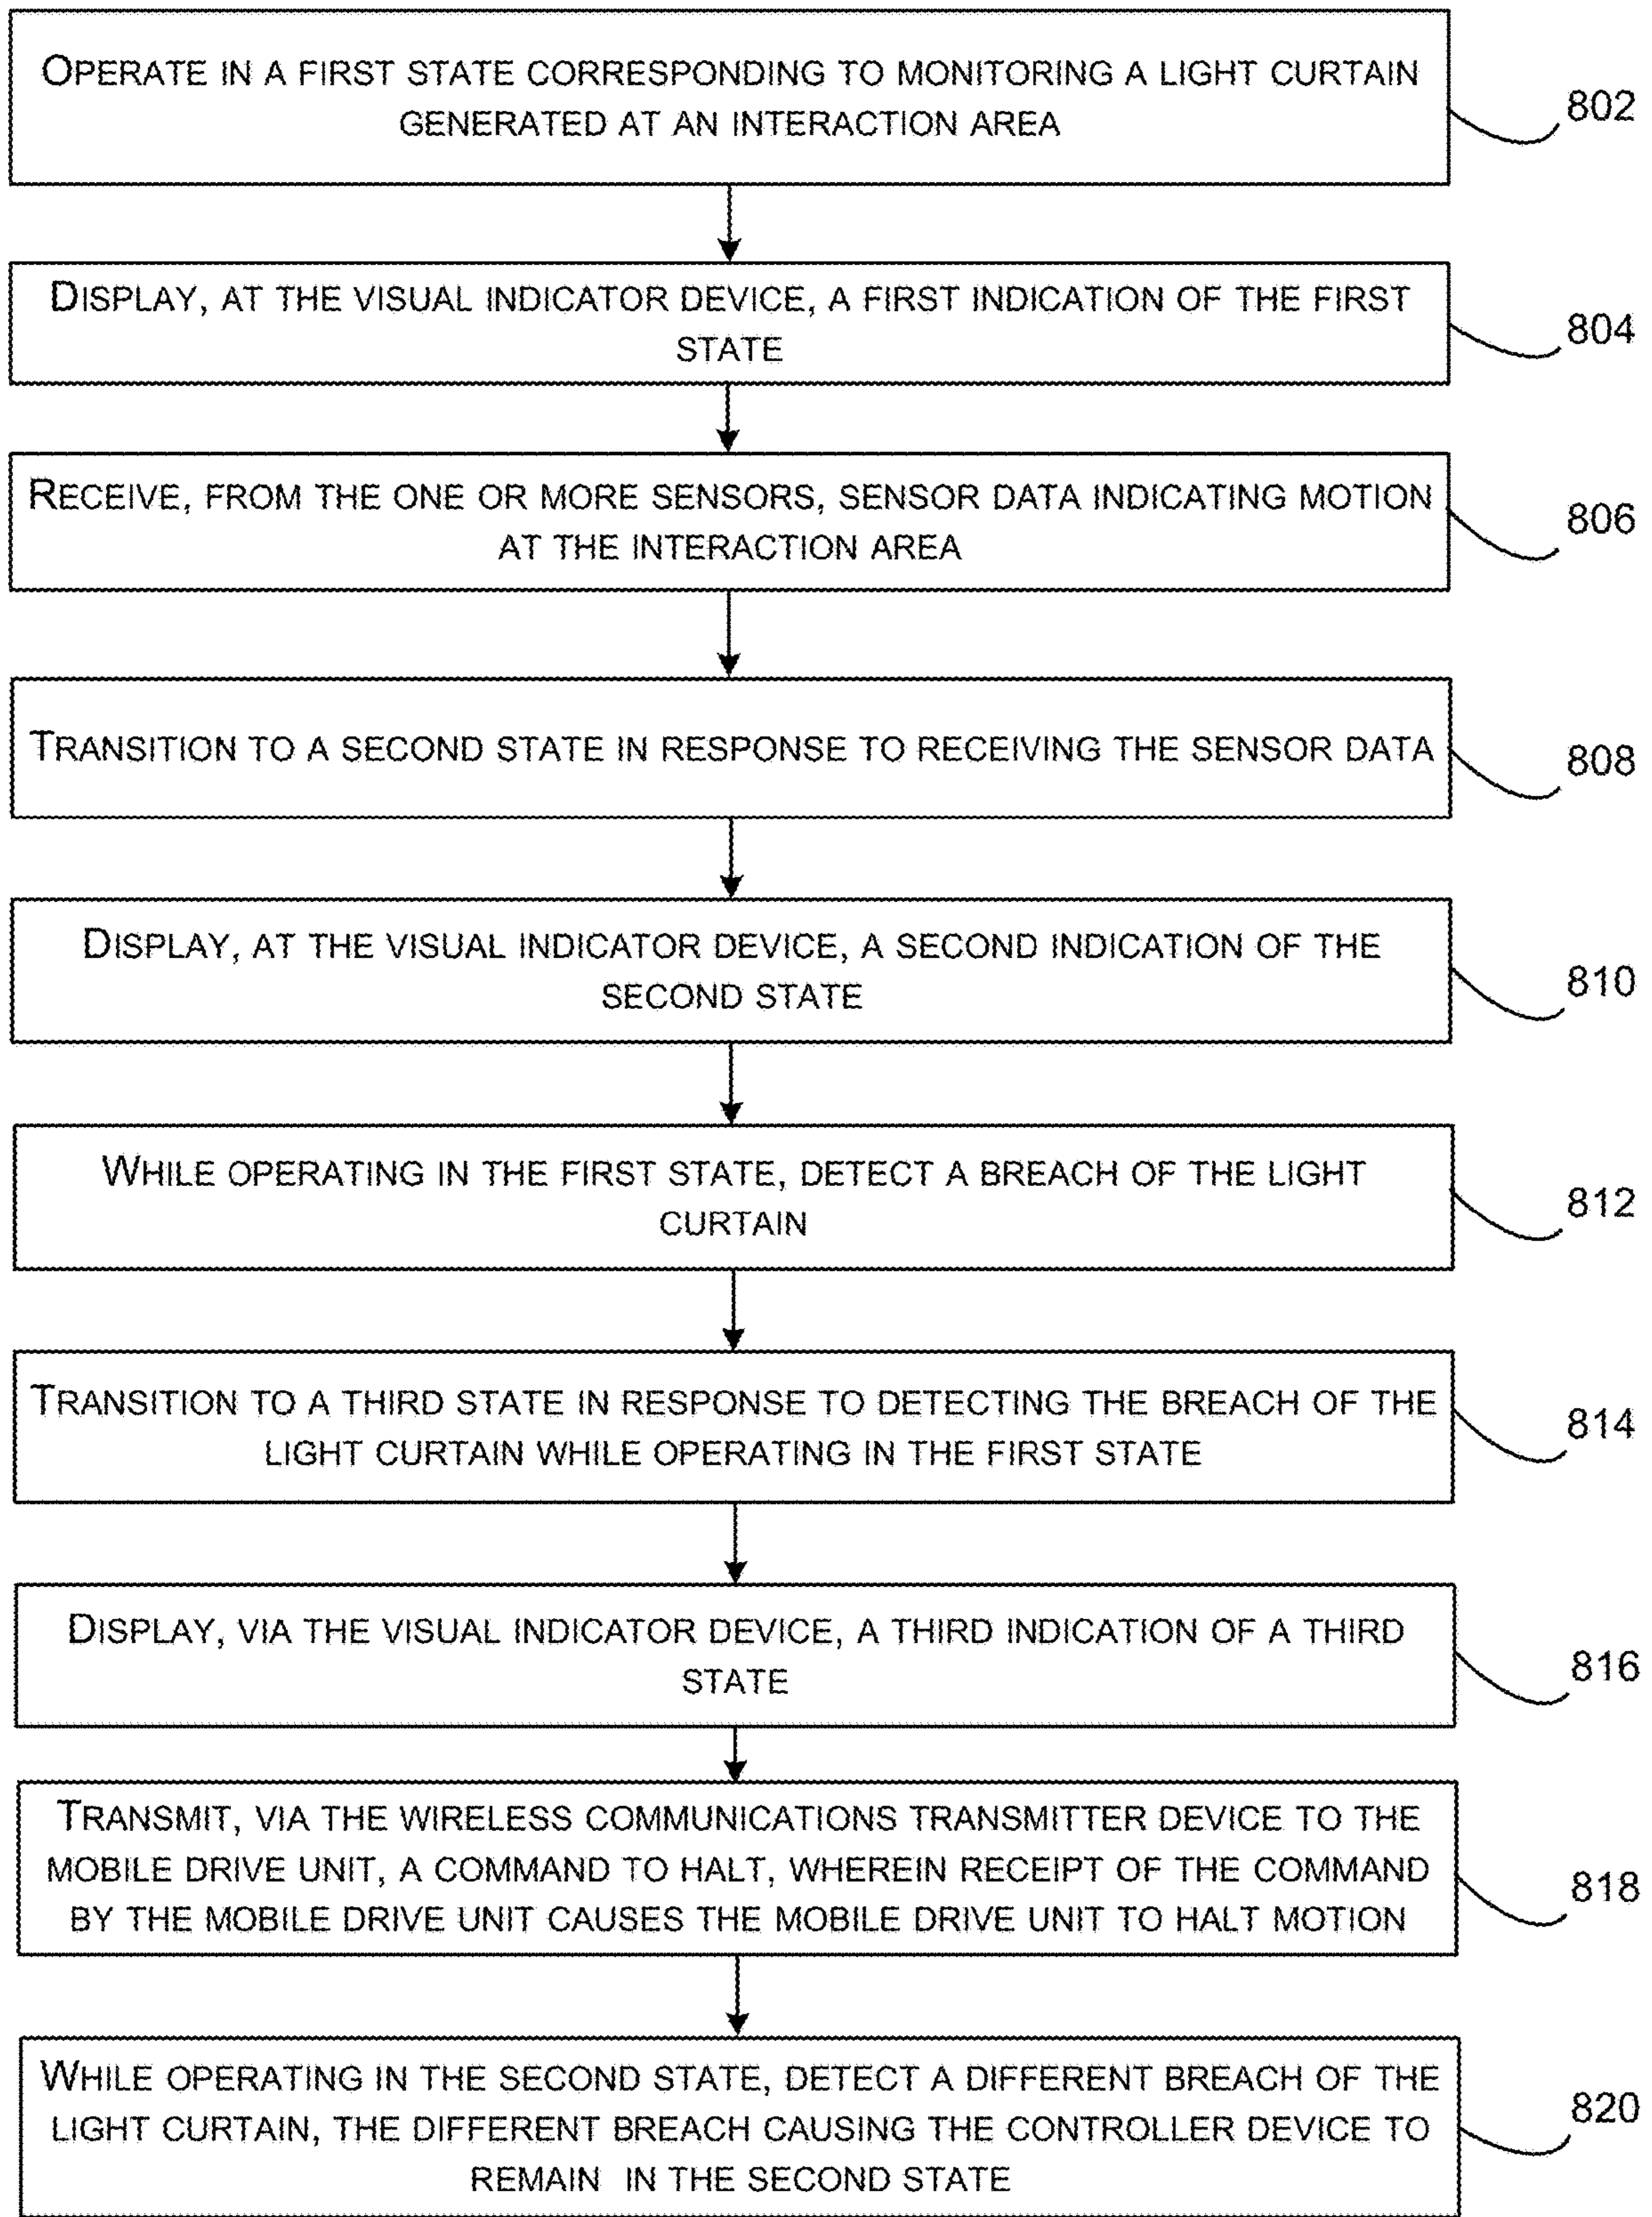 OPERATE IN A FIRST STATE CORRESPONDING TO MONITORING A LIGHT CURTAIN
GENERATED AT AN INTERACTION AREA
802
DISPLAY, AT THE VISUAL INDICATOR DEVICE, A FIRST INDICATION OF THE FIRST
STATE
804
RECEIVE, FROM THE ONE OR MORE SENSORS, SENSOR DATA INDICATING MOTION
AT THE INTERACTION AREA
806
TRANSITION TO A SECOND STATE IN RESPONSE TO RECEIVING THE SENSOR DATA
808
DISPLAY, AT THE VISUAL INDICATOR DEVICE, A SECOND INDICATION OF THE
SECOND STATE
810
WHILE OPERATING IN THE FIRST STATE, DETECT A BREACH OF THE LIGHT
CURTAIN
812
TRANSITION TO A THIRD STATE IN RESPONSE TO DETECTING THE BREACH OF THE
LIGHT CURTAIN WHILE OPERATING IN THE FIRST STATE
814
DISPLAY, VIA THE VISUAL INDICATOR DEVICE, A THIRD INDICATION OF A THIRD
STATE
816
TRANSMIT, VIA THE WIRELESS COMMUNICATIONS TRANSMITTER DEVICE TO THE
MOBILE DRIVE UNIT, A COMMAND TO HALT, WHEREIN RECEIPT OF THE COMMAND
BY THE MOBILE DRIVE UNIT CAUSES THE MOBILE DRIVE UNIT TO HALT MOTION
818
WHILE OPERATING IN THE SECOND STATE, DETECT A DIFFERENT BREACH OF THE
LIGHT CURTAIN, THE DIFFERENT BREACH CAUSING THE CONTROLLER DEVICE TO
REMAIN IN THE SECOND STATE
820